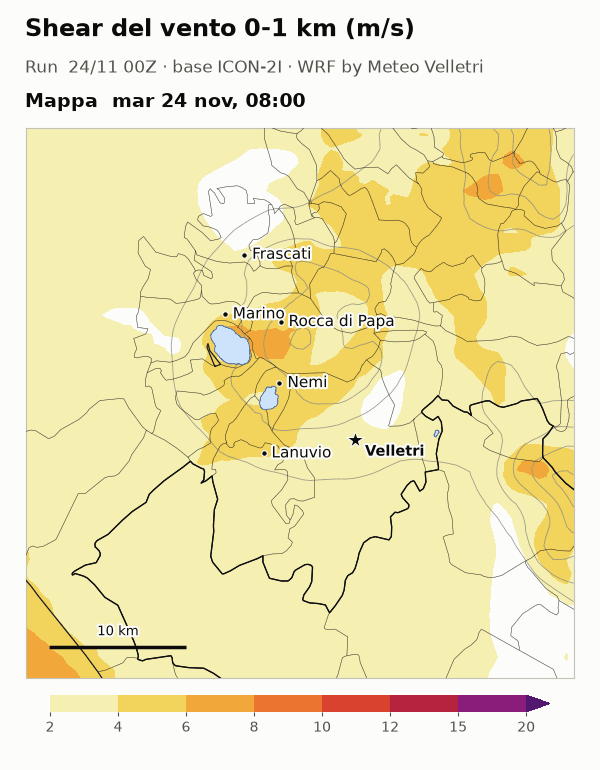 Shear del vento 0-1 km (m/s)
Run  24/11 00Z · base ICON-2I · WRF by Meteo Velletri
Mappa  mar 24 nov, 08:00
Frascati
Marino
Rocca di Papa
Nemi
Velletri
Lanuvio
10 km
2 4 6 8 10 12 15 20